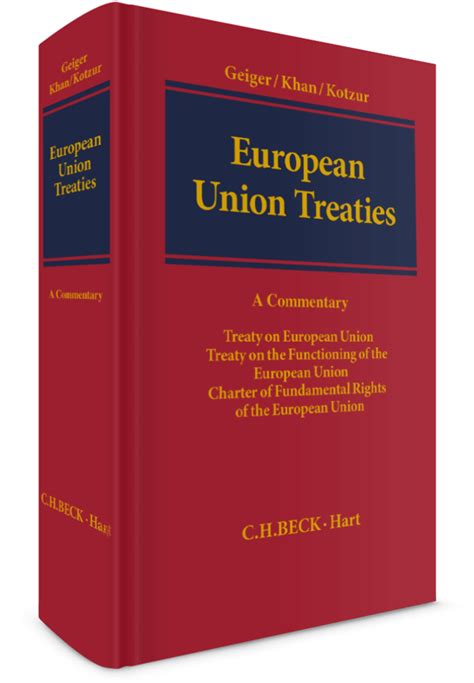 Geiger
Khan/Kotzur
European
Union
Treaties
A Commentary
C.H.BECK · Hart
Geiger/Khan/Kotzur
European
Union Treaties
A Commentary
Treaty on European Union
Treaty on the Functioning of the
European Union
Charter of Fundamental Rights
of the European Union
C.H.BECK · Hart